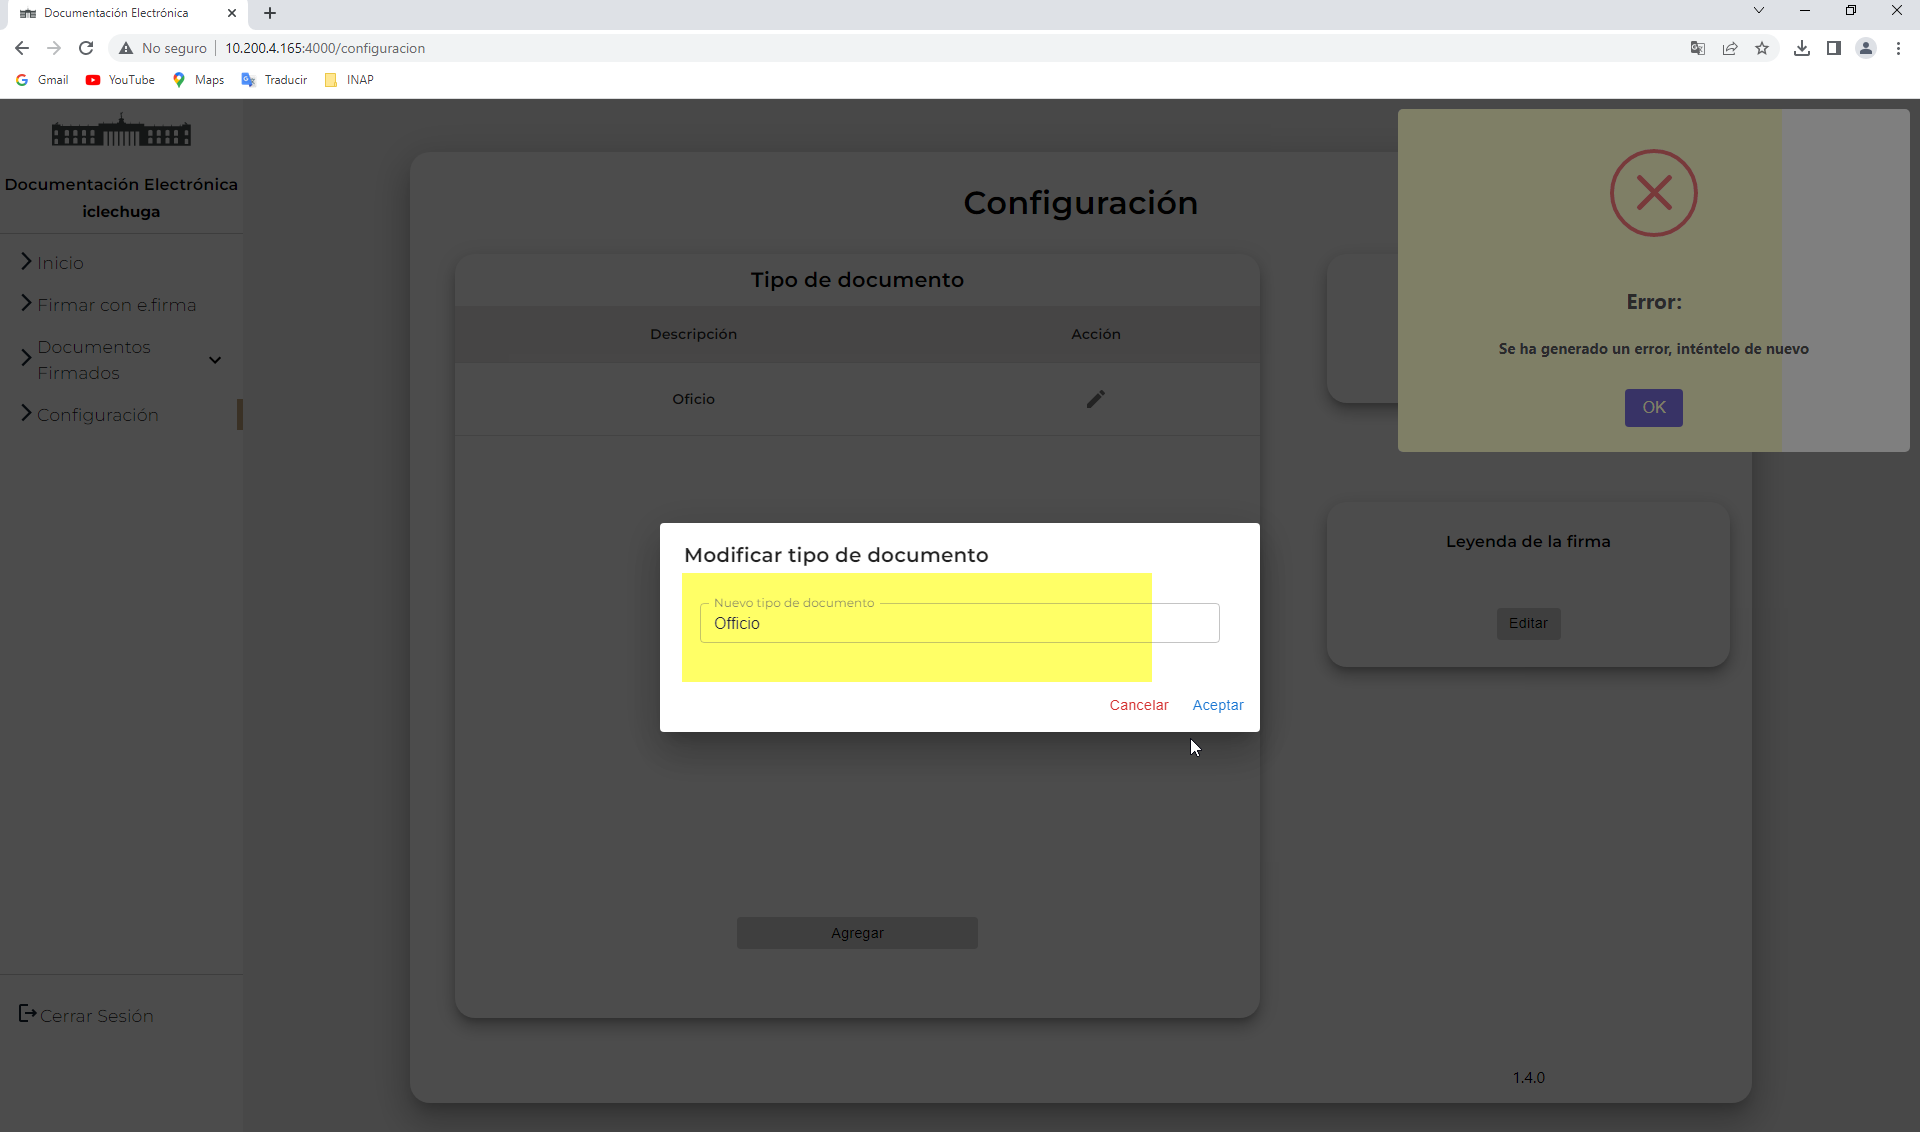 Documentación Electrónica
No seguro
10.200.4.165:4000/configuracion
Gmail
YouTube
Maps
Traducir
INAP
Documentación Electrónica
iclechuga
Inicio
Firmar con e.firma
Documentos
Firmados
Configuración
Cerrar Sesión
Configuración
Tipo de documento
Descripción
Acción
Oficio
Agregar
Modificar tipo de documento
Nuevo tipo de documento
Officio
Cancelar
Aceptar
Error:
Se ha generado un error, inténtelo de nuevo
OK
Leyenda de la firma
Editar
1.4.0